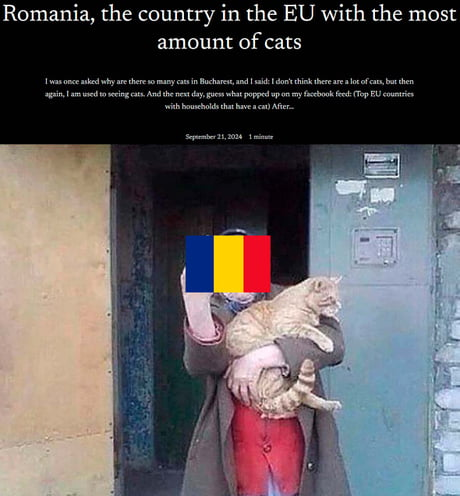 Romania, the country in the EU with the most
amount of cats
I was once asked why are there so many cats in Bucharest, and I said: I don't think there are a lot of cats, but then
again, I am used to seeing cats. And the next day, guess what popped up on my facebook feed: (Top EU countries
with households that have a cat) After...
September 21, 2024 1 minute